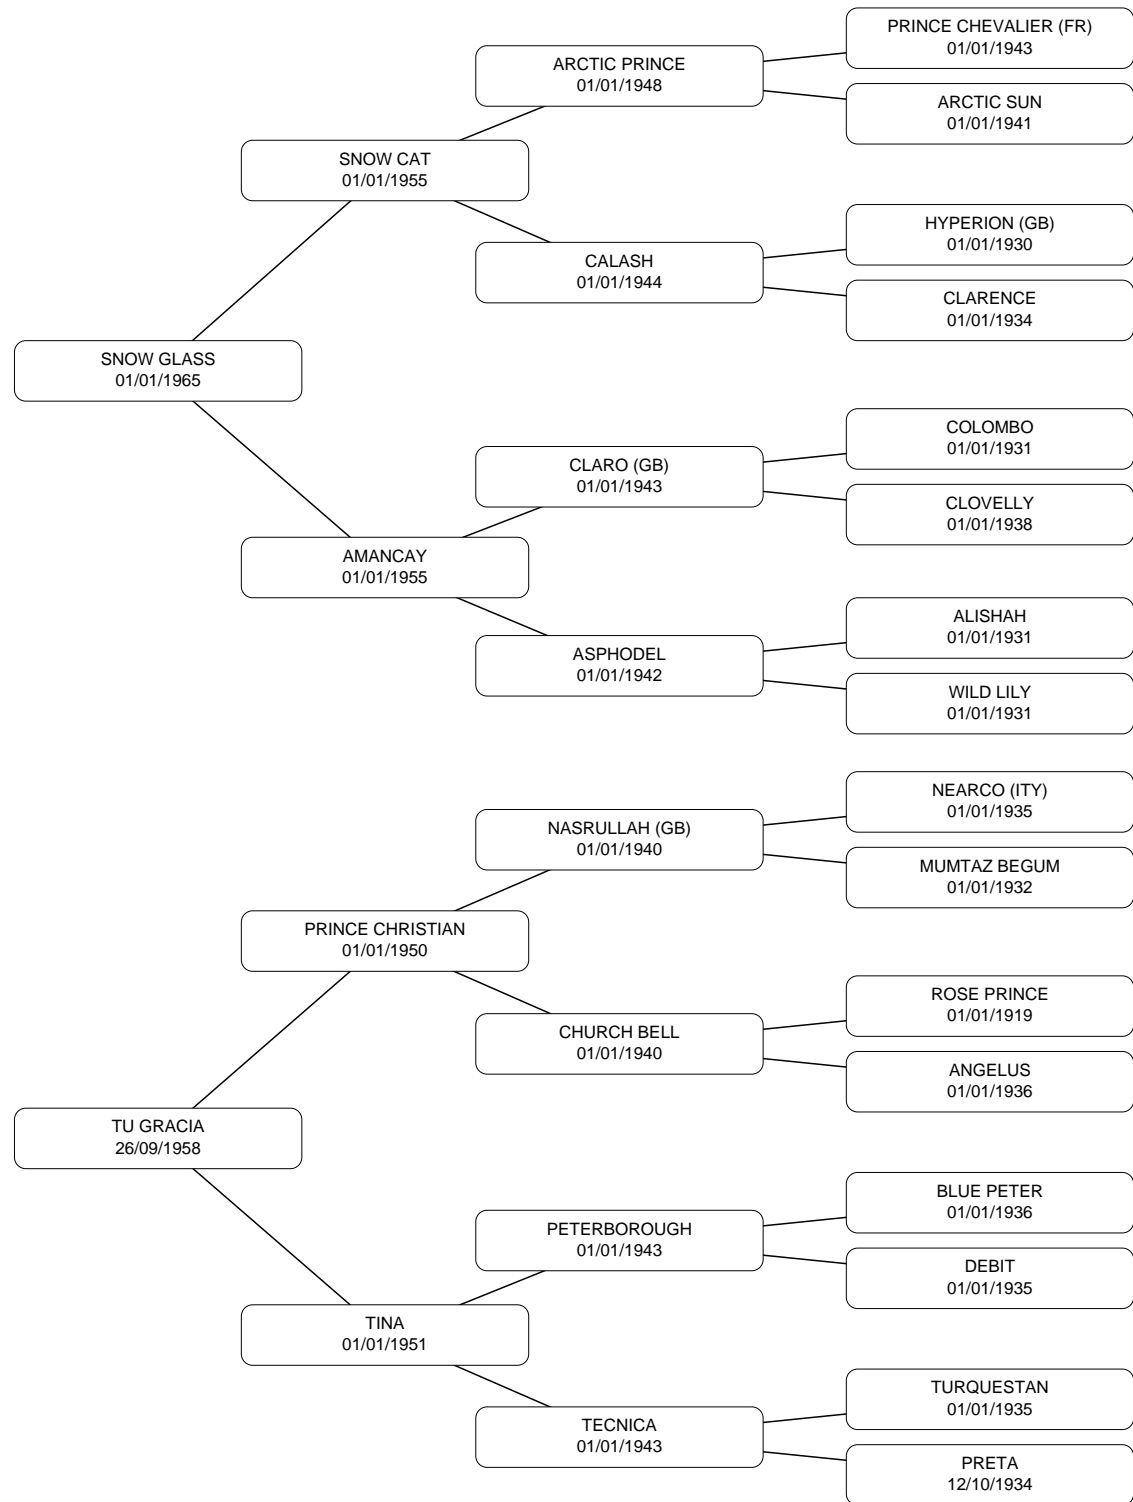 PRINCE CHEVALIER (FR)
01/01/1943
ARCTIC PRINCE
01/01/1948
ARCTIC SUN
01/01/1941
SNOW CAT
01/01/1955
HYPERION (GB)
01/01/1930
CALASH
01/01/1944
CLARENCE
01/01/1934
SNOW GLASS
01/01/1965
COLOMBO
01/01/1931
CLARO (GB)
01/01/1943
CLOVELLY
01/01/1938
AMANCAY
01/01/1955
ALISHAH
01/01/1931
ASPHODEL
01/01/1942
WILD LILY
01/01/1931
NEARCO (ITY)
01/01/1935
NASRULLAH (GB)
01/01/1940
MUMTAZ BEGUM
01/01/1932
PRINCE CHRISTIAN
01/01/1950
ROSE PRINCE
01/01/1919
CHURCH BELL
01/01/1940
ANGELUS
01/01/1936
TU GRACIA
26/09/1958
BLUE PETER
01/01/1936
PETERBOROUGH
01/01/1943
DEBIT
01/01/1935
TINA
01/01/1951
TURQUESTAN
01/01/1935
TECNICA
01/01/1943
PRETA
12/10/1934